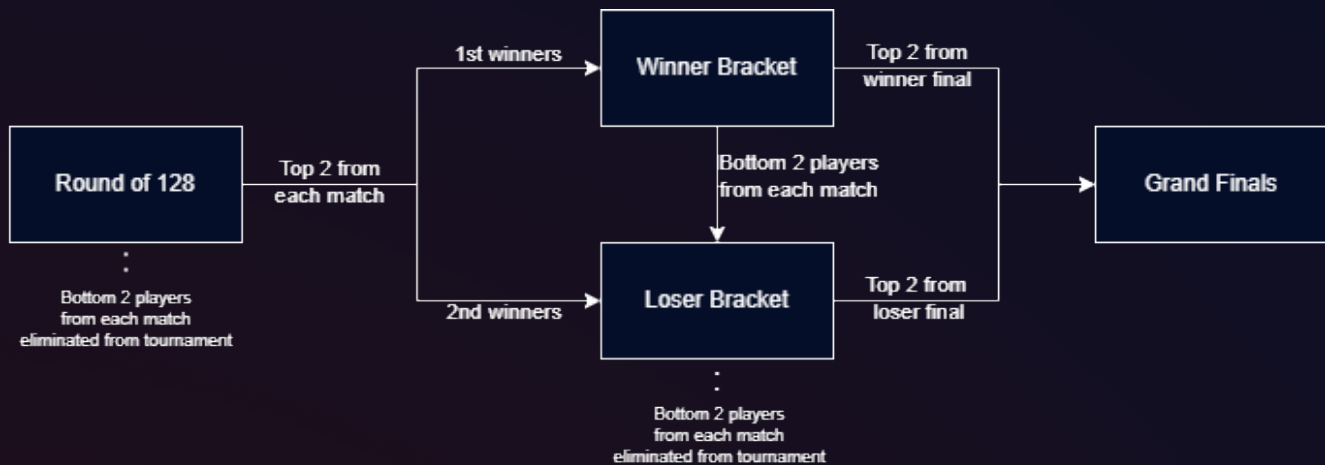 Round of 128
:
Bottom 2 players
from each match
eliminated from tournament
Top 2 from
each match
1st winners
2nd winners
Winner Bracket
Bottom 2 players
from each match
Loser Bracket
:
Bottom 2 players
from each match
eliminated from tournament
Top 2 from
winner final
Top 2 from
loser final
Grand Finals